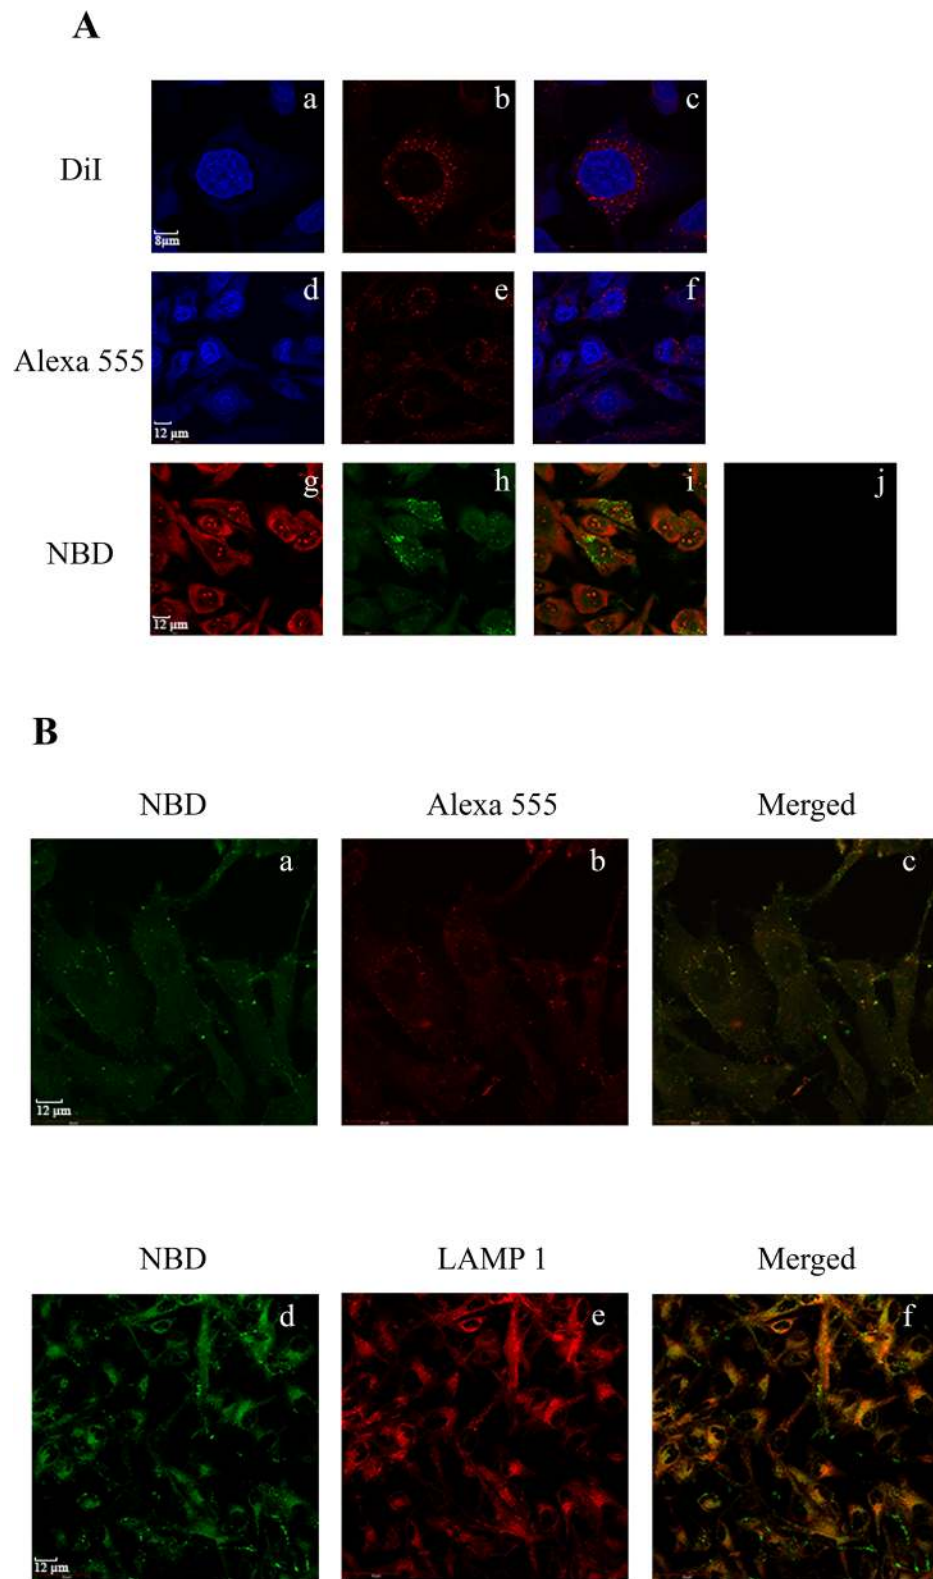 A
a b c
DiI
8μm
d e f
Alexa 555
12 μm
g h i j
NBD
12 μm
B
NBD Alexa 555 Merged
a b c
12 μm
NBD LAMP 1 Merged
d e f
12 μm